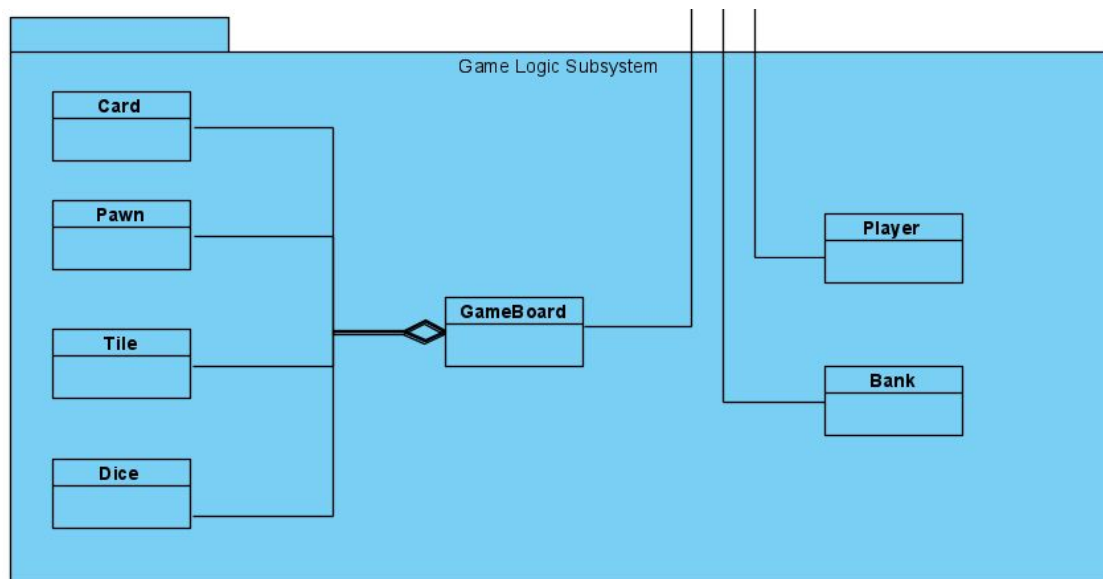 Game Logic Subsystem
Card
Pawn
Player
GameBoard
Tile
Bank
Dice